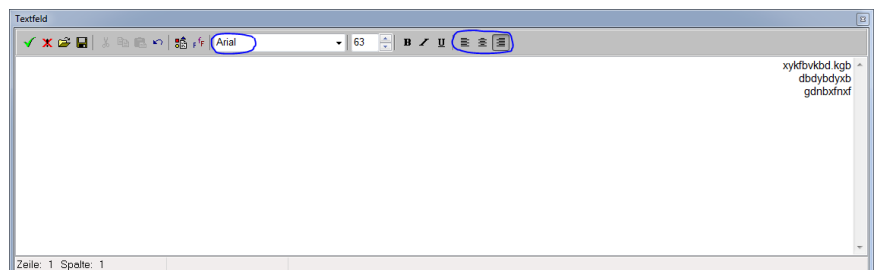 Textfeld
Arial 63 B I U
xykfbvkbd.kgb
dbdybdyxb
gdnbxfnxf
Zeile: 1 Spalte: 1